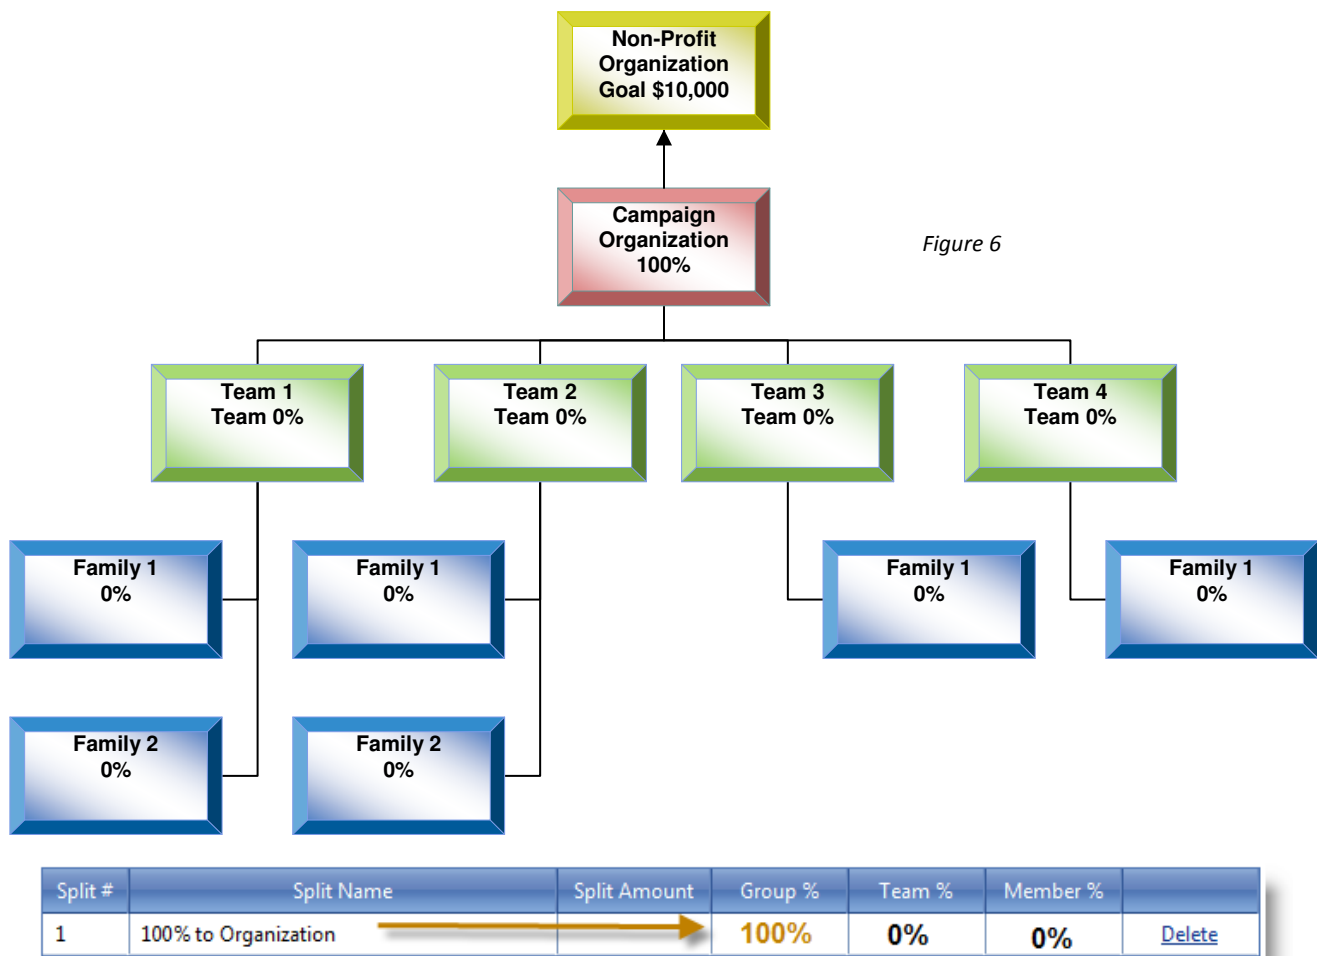 Non-Profit
Organization
Goal $10,000
Campaign
Organization
100%
Figure 6
Team 1
Team 0%
Team 2
Team 0%
Team 3
Team 0%
Team 4
Team 0%
Family 1
0%
Family 1
0%
Family 1
0%
Family 1
0%
Family 2
0%
Family 2
0%
Split # Split Name Split Amount Group % Team % Member %
1 100% to Organization 100% 0% 0% Delete